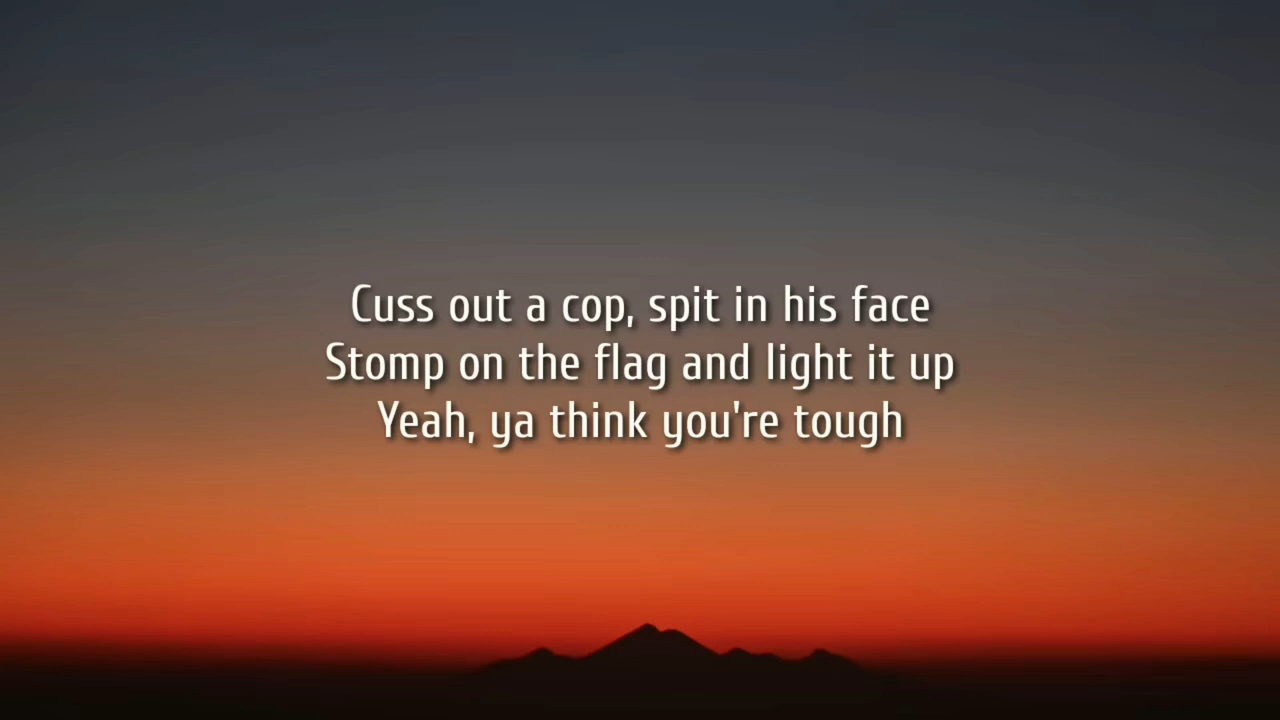 Cuss out a cop, spit in his face
Stomp on the flag and light it up
Yeah, ya think you're tough